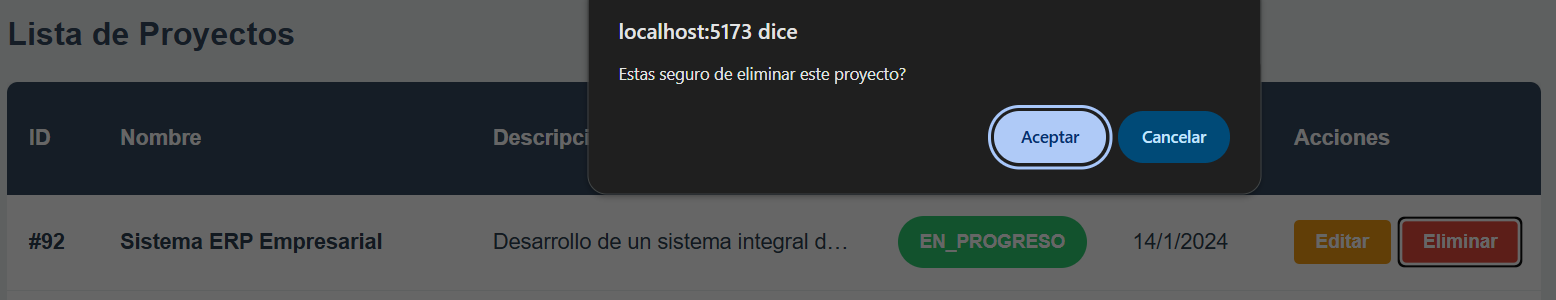 Lista de Proyectos
localhost:5173 dice
Estas seguro de eliminar este proyecto?
Aceptar Cancelar
ID Nombre Descripci Acciones
#92 Sistema ERP Empresarial Desarrollo de un sistema integral d... EN_PROGRESO 14/1/2024 Editar Eliminar